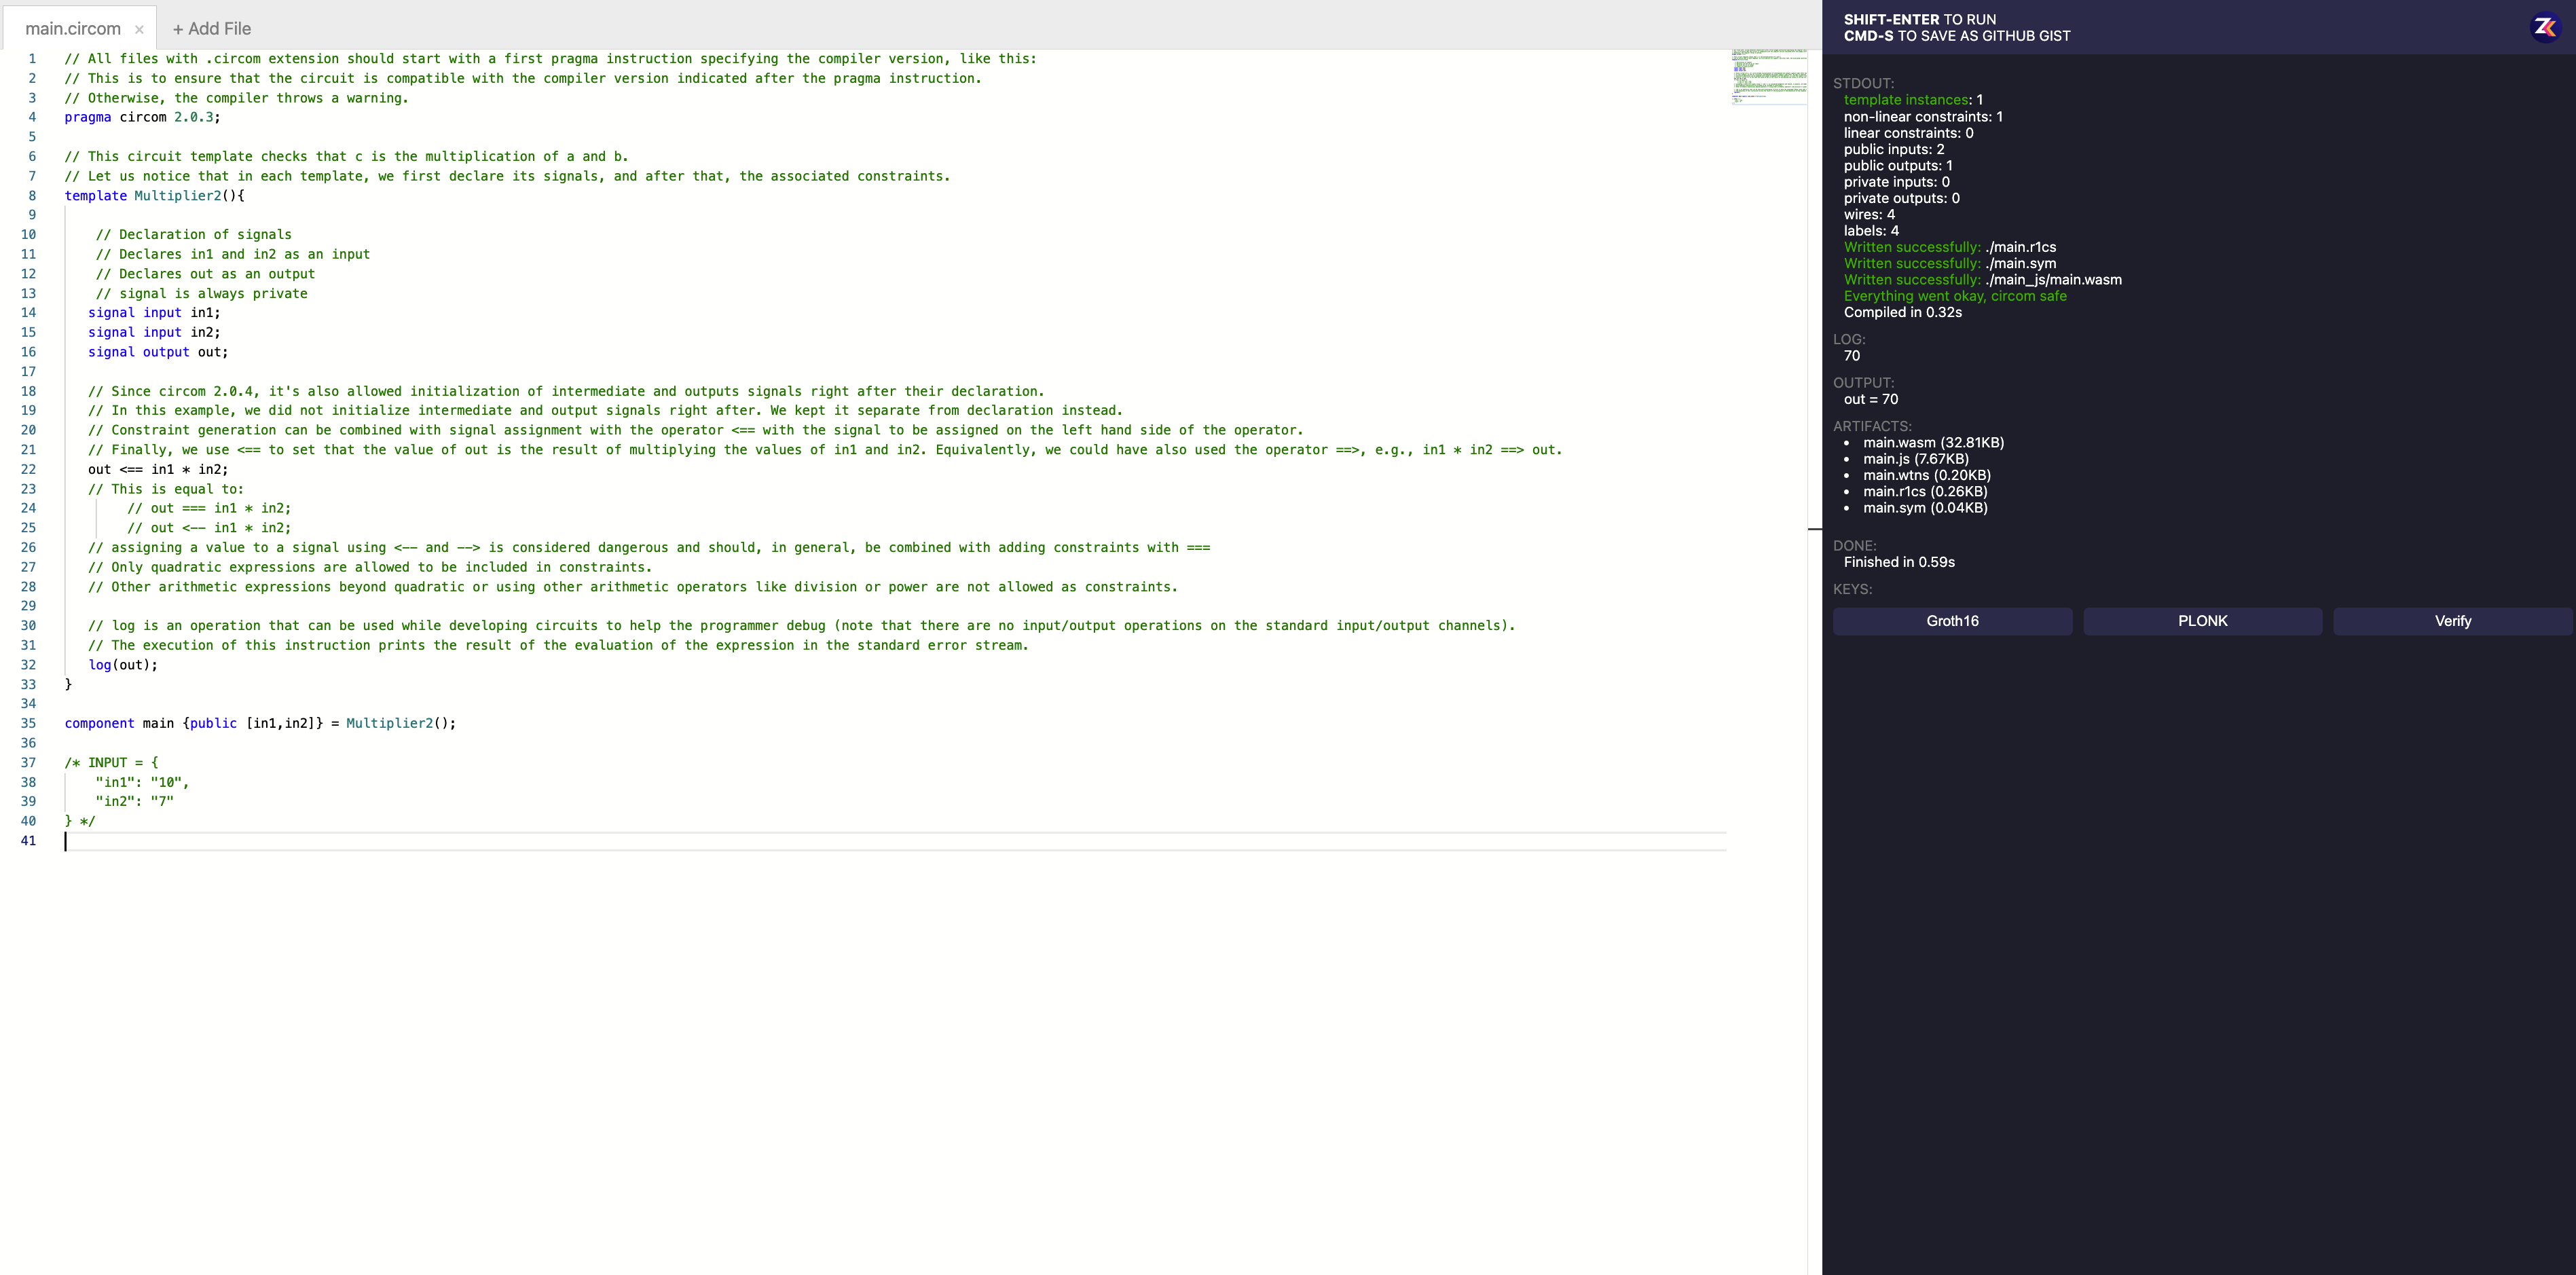 main.circom ×
+ Add File
1 // All files with .circom extension should start with a first pragma instruction specifying the compiler version, like this:
2 // This is to ensure that the circuit is compatible with the compiler version indicated after the pragma instruction.
3 // Otherwise, the compiler throws a warning.
4 pragma circom 2.0.3;
5
6 // This circuit template checks that c is the multiplication of a and b.
7 // Let us notice that in each template, we first declare its signals, and after that, the associated constraints.
8 template Multiplier2(){
9
10 // Declaration of signals
11 // Declares in1 and in2 as an input
12 // Declares out as an output
13 // signal is always private
14 signal input in1;
15 signal input in2;
16 signal output out;
17
18 // Since circom 2.0.4, it's also allowed initialization of intermediate and outputs signals right after their declaration.
19 // In this example, we did not initialize intermediate and output signals right after. We kept it separate from declaration instead.
20 // Constraint generation can be combined with signal assignment with the operator <== with the signal to be assigned on the left hand side of the operator.
21 // Finally, we use <== to set that the value of out is the result of multiplying the values of in1 and in2. Equivalently, we could have also used the operator ==>, e.g., in1 * in2 ==> out.
22 out <== in1 * in2;
23 // This is equal to:
24 // out === in1 * in2;
25 // out <-- in1 * in2;
26 // assigning a value to a signal using <-- and --> is considered dangerous and should, in general, be combined with adding constraints with ===
27 // Only quadratic expressions are allowed to be included in constraints.
28 // Other arithmetic expressions beyond quadratic or using other arithmetic operators like division or power are not allowed as constraints.
29
30 // log is an operation that can be used while developing circuits to help the programmer debug (note that there are no input/output operations on the standard input/output channels).
31 // The execution of this instruction prints the result of the evaluation of the expression in the standard error stream.
32 log(out);
33 }
34
35 component main {public [in1,in2]} = Multiplier2();
36
37 /* INPUT = {
38 "in1": "10",
39 "in2": "7"
40 } */
41
SHIFT-ENTER TO RUN
CMD-S TO SAVE AS GITHUB GIST
STDOUT:
template instances: 1
non-linear constraints: 1
linear constraints: 0
public inputs: 2
public outputs: 1
private inputs: 0
private outputs: 0
wires: 4
labels: 4
Written successfully: ./main.r1cs
Written successfully: ./main.sym
Written successfully: ./main_js/main.wasm
Everything went okay, circom safe
Compiled in 0.32s
LOG:
70
OUTPUT:
out = 70
ARTIFACTS:
• main.wasm (32.81KB)
• main.js (7.67KB)
• main.wtns (0.20KB)
• main.r1cs (0.26KB)
• main.sym (0.04KB)
DONE:
Finished in 0.59s
KEYS:
Groth16
PLONK
Verify